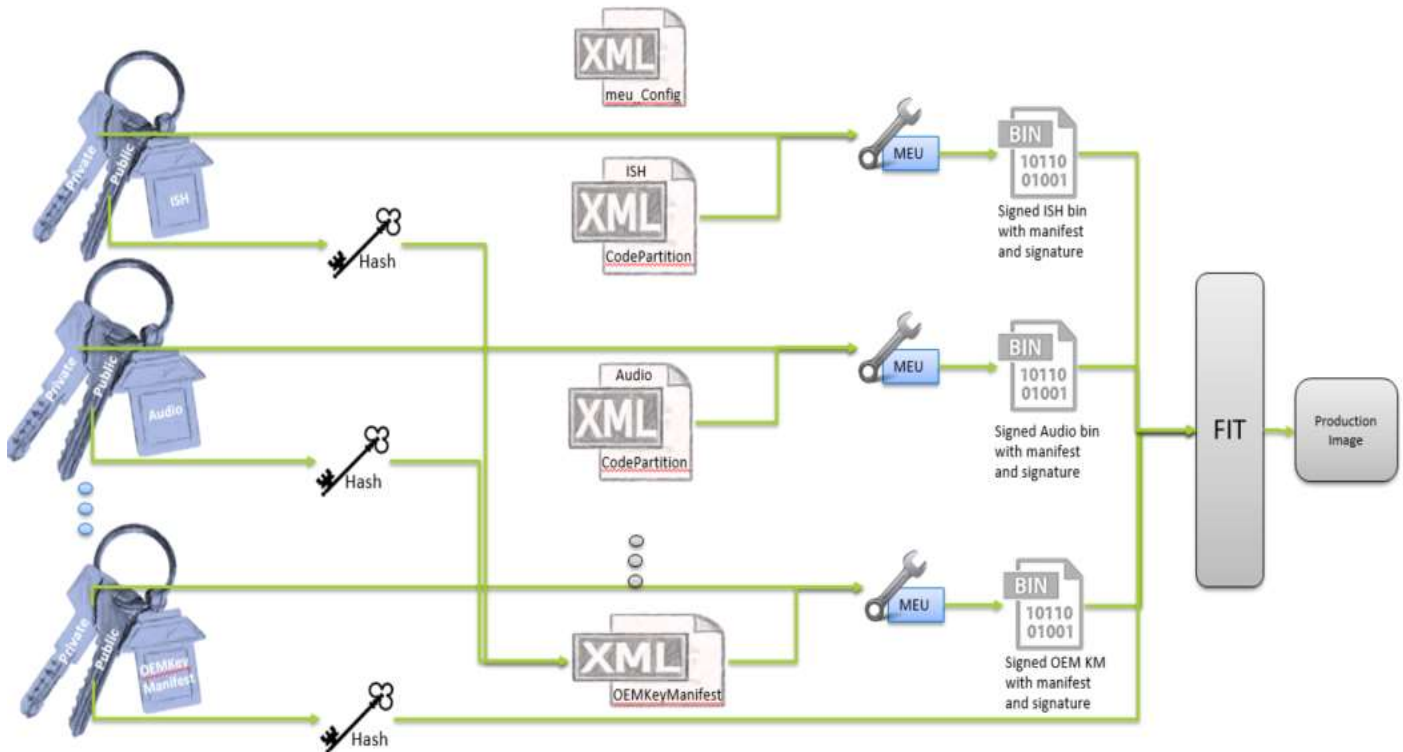 XML
meu_Config
Private
Public
ISH
ISH
XML
CodePartition
MEU
BIN
10110
01001
Signed ISH bin
with manifest
and signature
Hash
Private
Public
Audio
Audio
XML
CodePartition
MEU
BIN
10110
01001
Signed Audio bin
with manifest
and signature
Hash
FIT
Production
Image
Private
Public
OEMKey
Manifest
XML
OEMKeyManifest
MEU
BIN
10110
01001
Signed OEM KM
with manifest
and signature
Hash